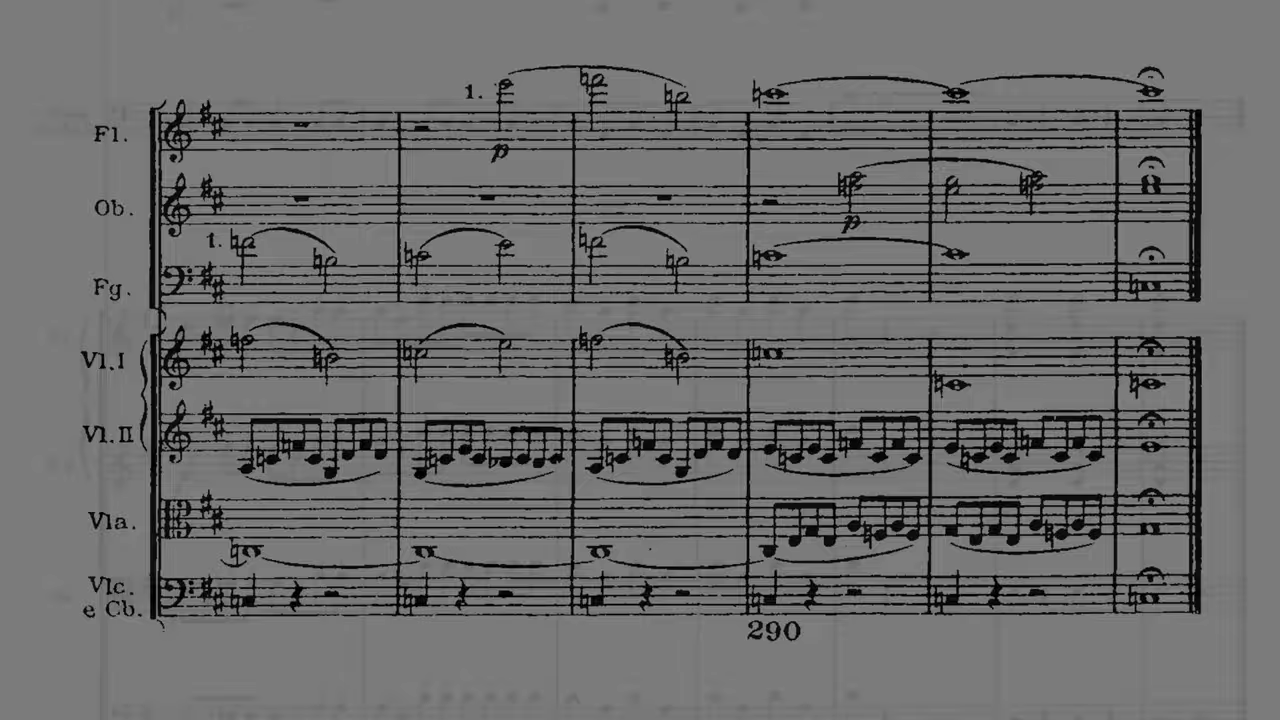 1.
Fl.
p
Ob.
p
1.
Fg.
Vl. I
Vl. II
Vla.
Vlc.
e Cb.
290